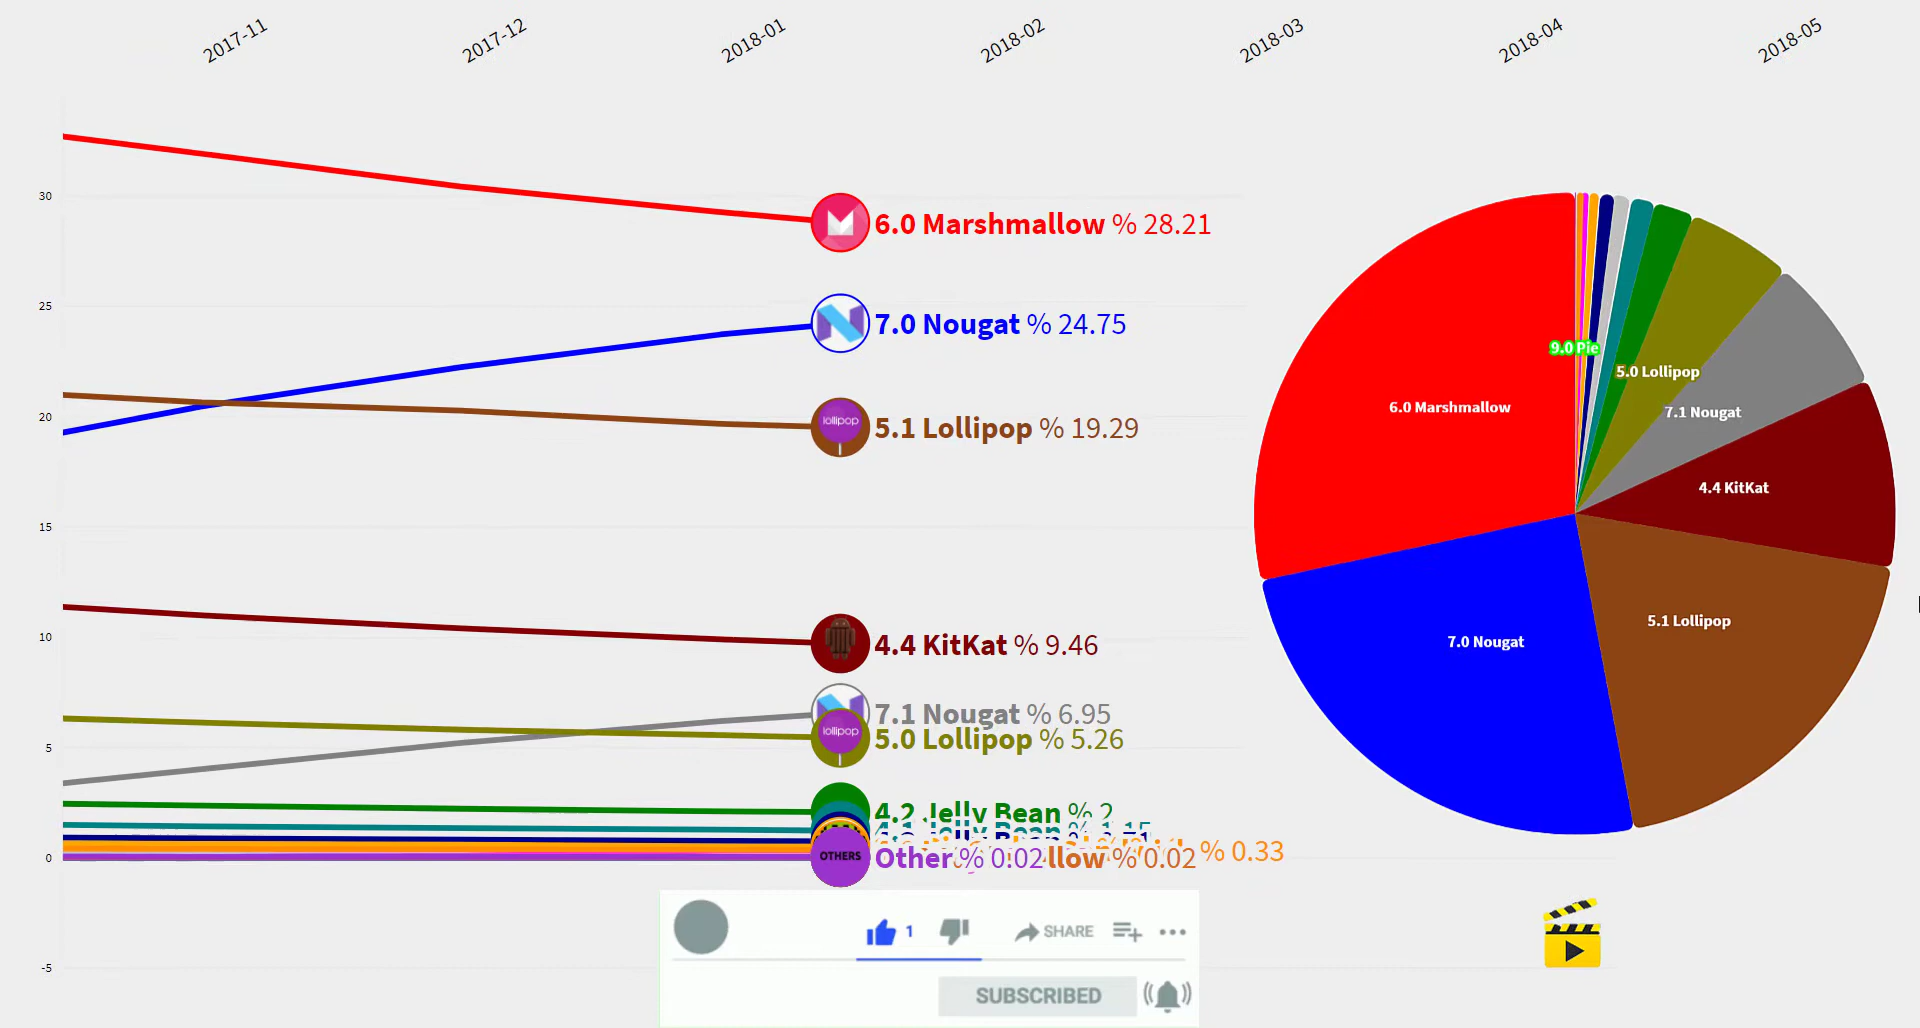 2017-11
2017-12
2018-01
2018-02
2018-03
2018-04
2018-05
30
25
20
15
10
5
0
-5
6.0 Marshmallow % 28.21
7.0 Nougat % 24.75
lollipop
5.1 Lollipop % 19.29
4.4 KitKat % 9.46
7.1 Nougat % 6.95
lollipop
5.0 Lollipop % 5.26
4.2 Jelly Bean % 2
% 0.33
OTHERS
Other % 0.02
llow % 0.02
9.0 Pie
5.0 Lollipop
6.0 Marshmallow
7.1 Nougat
4.4 KitKat
5.1 Lollipop
7.0 Nougat
1
SHARE
SUBSCRIBED